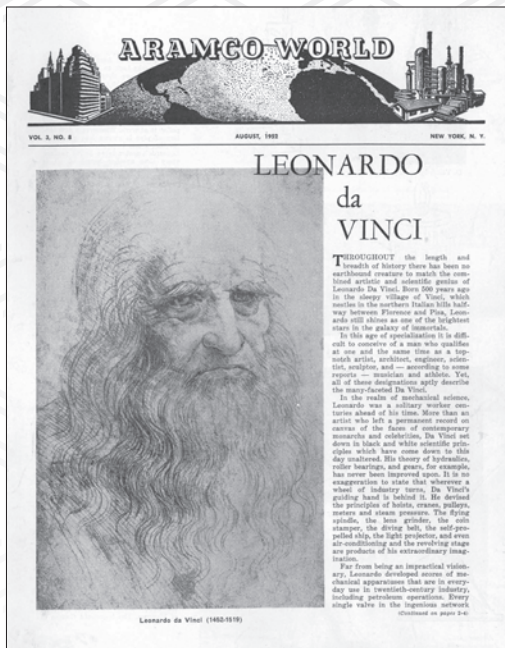 ARAMCO WORLD
VOL. 3, NO. 8 AUGUST, 1952 NEW YORK, N. Y.
LEONARDO
da
VINCI
THROUGHOUT the length and
breadth of history there has been no
earthbound creature to match the com-
bined artistic and scientific genius of
Leonardo Da Vinci. Born 500 years ago
in the sleepy village of Vinci, which
nestles in the northern Italian hills half-
way between Florence and Pisa, Leon-
ardo still shines as one of the brightest
stars in the galaxy of immortals.
In this age of specialization it is diffi-
cult to conceive of a man who qualifies
at one and the same time as a top-
notch artist, architect, engineer, scien-
tist, sculptor, and — according to some
reports — musician and athlete. Yet,
all of these designations aptly describe
the many-faceted Da Vinci.
In the realm of mechanical science,
Leonardo was a solitary worker cen-
turies ahead of his time. More than an
artist who left a permanent record on
canvas of the faces of contemporary
monarchs and celebrities, Da Vinci set
down in black and white scientific prin-
ciples which have come down to this
day unaltered. His theory of hydraulics,
roller bearings, and gears, for example,
has never been improved upon. It is no
exaggeration to state that wherever a
wheel of industry turns, Da Vinci's
guiding hand is behind it. He devised
the principles of hoists, cranes, pulleys,
meters and steam pressure. The flying
spindle, the lens grinder, the coin
stamper, the diving belt, the self-pro-
pelled ship, the light projector, and even
air-conditioning and the revolving stage
are products of his extraordinary imag-
ination.
Far from being an impractical vision-
ary, Leonardo developed scores of me-
chanical apparatuses that are in every-
day use in twentieth-century industry,
including petroleum operations. Every
single valve in the ingenious network
(Continued on pages 2-4)
Leonardo da Vinci (1452-1519)